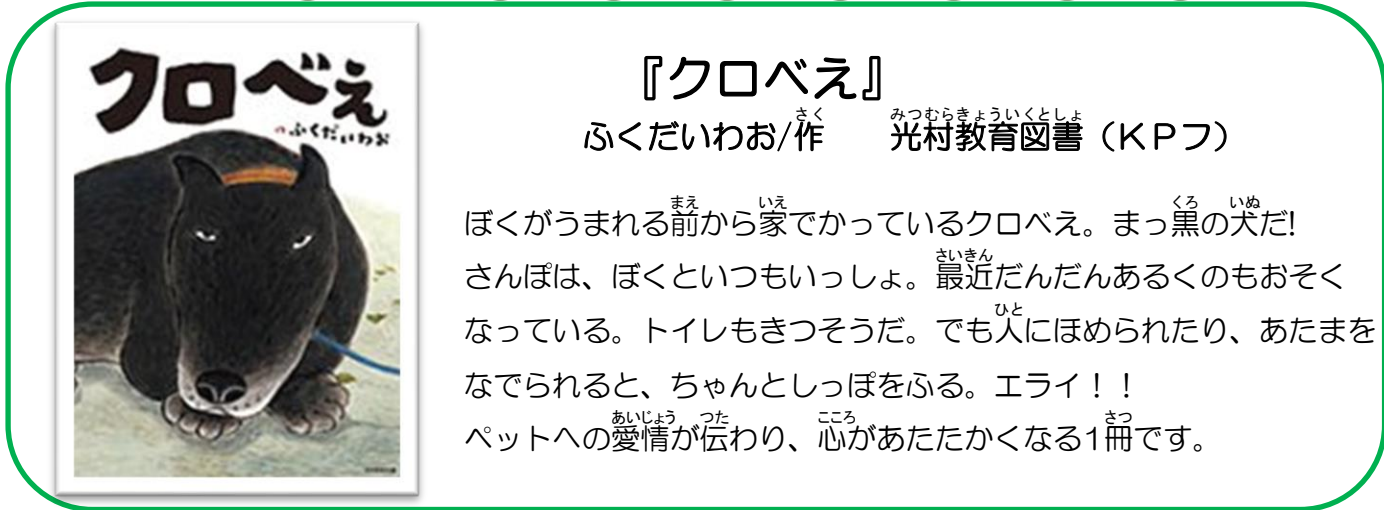 クロベえ
ふくだいわお
『クロベえ』
ふくだいわお/作 光村教育図書（ＫＰフ）
ぼくがうまれる前から家でかっているクロベえ。まっ黒の犬だ!
さんぽは、ぼくといつもいっしょ。最近だんだんあるくのもおそく
なっている。トイレもきつそうだ。でも人にほめられたり、あたまを
なでられると、ちゃんとしっぽをふる。エライ！！
ペットへの愛情が伝わり、心があたたかくなる1冊です。